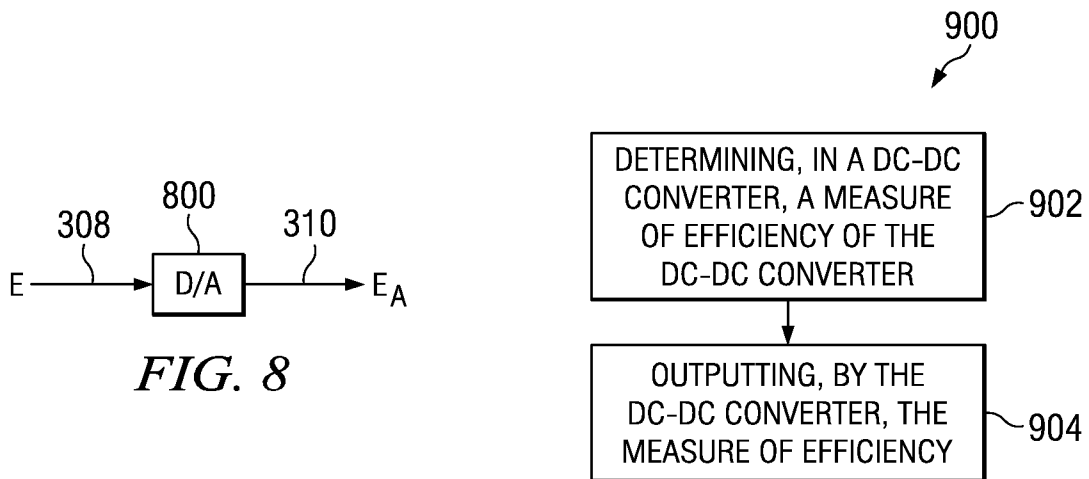 800
308
310
E
D/A
E_A
FIG. 8
900
DETERMINING, IN A DC-DC
CONVERTER, A MEASURE
OF EFFICIENCY OF THE
DC-DC CONVERTER
902
OUTPUTTING, BY THE
DC-DC CONVERTER, THE
MEASURE OF EFFICIENCY
904